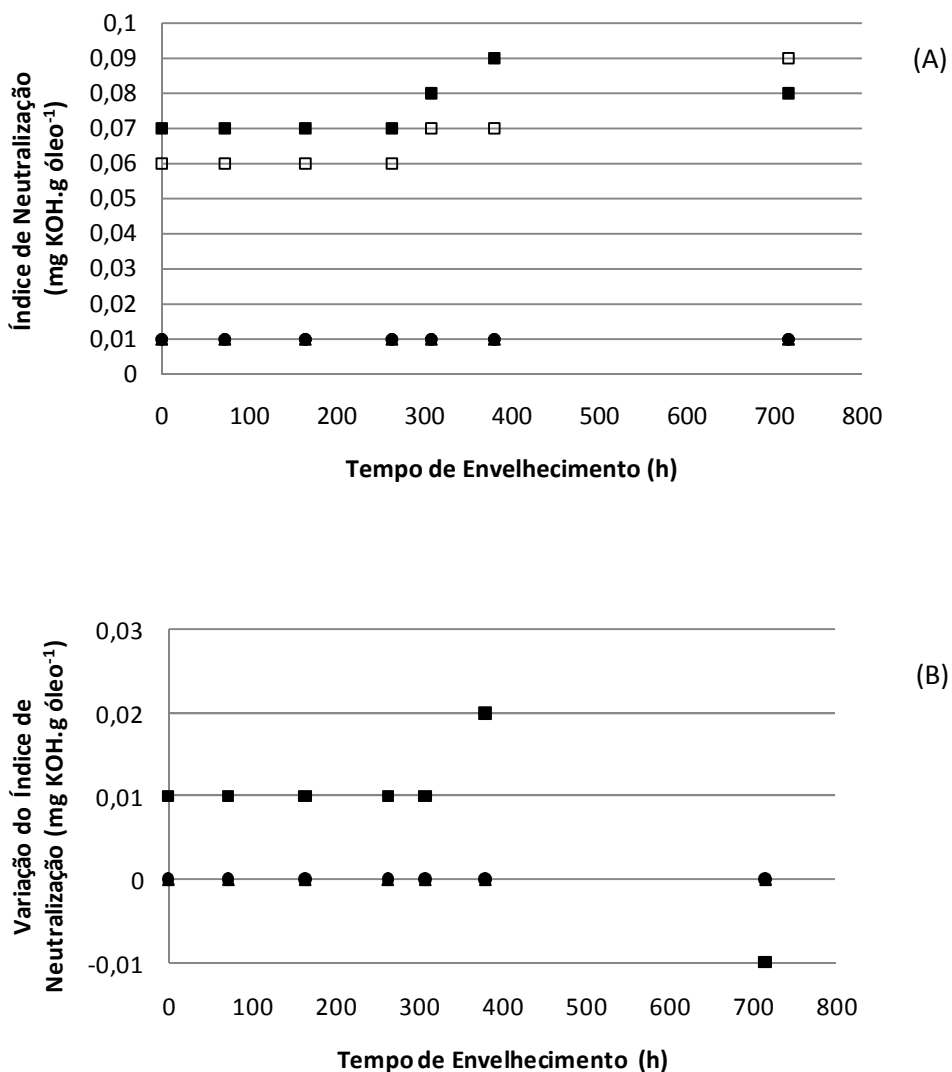 (A)
Índice de Neutralização
(mg KOH.g óleo⁻¹)
0,1
0,09
0,08
0,07
0,06
0,05
0,04
0,03
0,02
0,01
0
0 100 200 300 400 500 600 700 800
Tempo de Envelhecimento (h)
(B)
Variação do Índice de
Neutralização (mg KOH.g óleo⁻¹)
0,03
0,02
0,01
0
-0,01
0 100 200 300 400 500 600 700 800
Tempo de Envelhecimento (h)